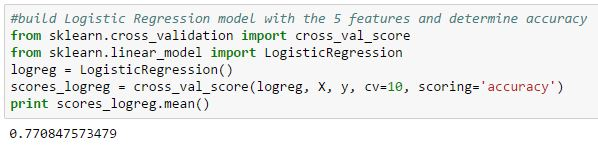 #build Logistic Regression model with the 5 features and determine accuracy
from sklearn.cross_validation import cross_val_score
from sklearn.linear_model import LogisticRegression
logreg = LogisticRegression()
scores_logreg = cross_val_score(logreg, X, y, cv=10, scoring='accuracy')
print scores_logreg.mean()
0.770847573479